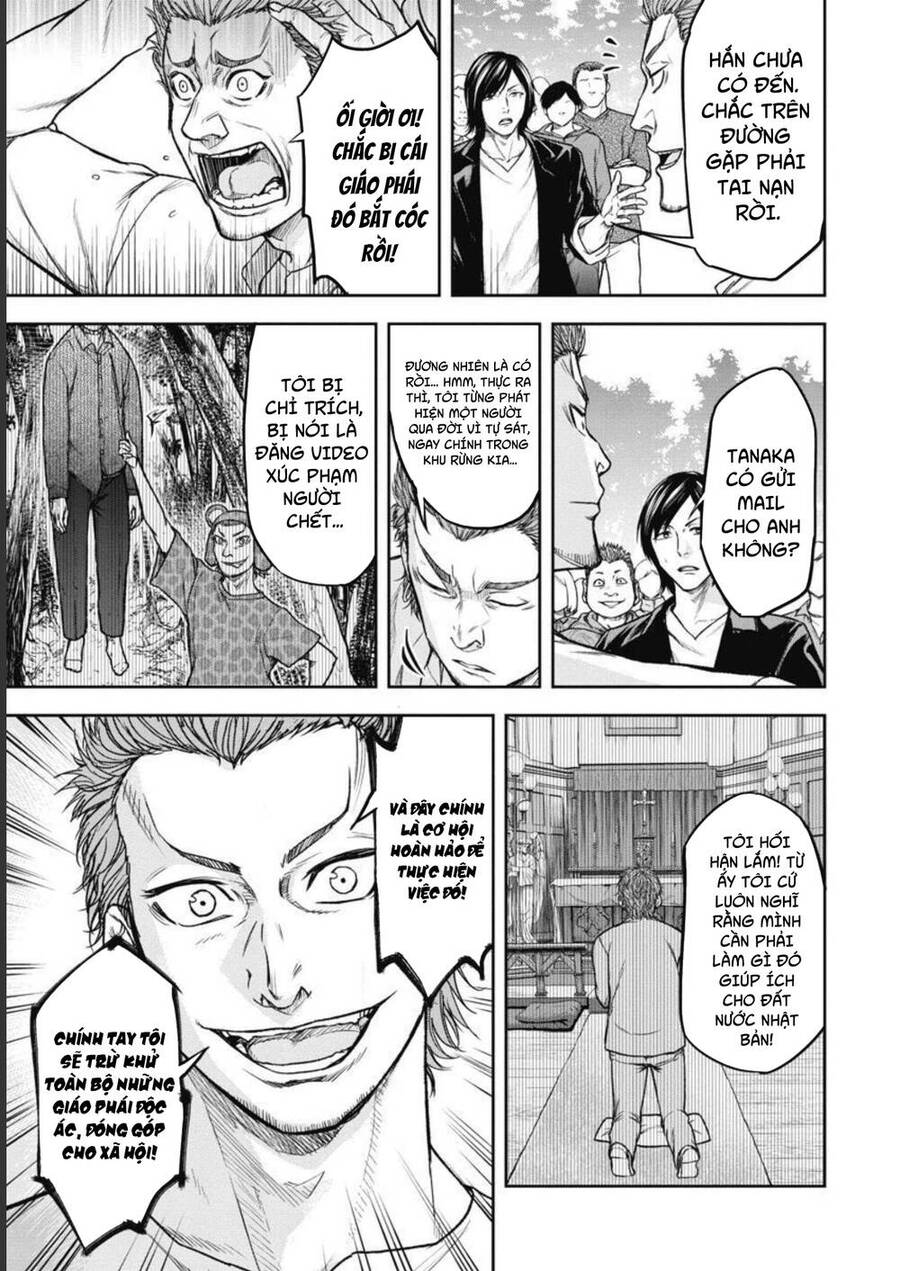 HẮN CHƯA
CÓ ĐẾN.
CHẮC TRÊN
ĐƯỜNG
GẶP PHẢI
TAI NẠN
RỒI.
ỐI GIỜI ƠI!
CHẮC BỊ CÁI
GIÁO PHÁI
ĐÓ BẮT CÓC
RỒI!
TANAKA
CÓ GỬI
MAIL
CHO ANH
KHÔNG?
ĐƯƠNG NHIÊN LÀ CÓ
RỒI... HMM, THỰC RA
THÌ, TÔI TỪNG PHÁT
HIỆN MỘT NGƯỜI
QUA ĐỜI VÌ TỰ SÁT,
NGAY CHÍNH TRONG
KHU RỪNG KIA...
TÔI BỊ
CHỈ TRÍCH,
BỊ NÓI LÀ
ĐĂNG VIDEO
XÚC PHẠM
NGƯỜI
CHẾT...
TÔI HỐI
HẬN LẮM! TỪ
ẤY TÔI CỨ
LUÔN NGHĨ
RẰNG MÌNH
CẦN PHẢI
LÀM GÌ ĐÓ
GIÚP ÍCH
CHO ĐẤT
NƯỚC NHẬT
BẢN!
VÀ ĐÂY CHÍNH
LÀ CƠ HỘI
HOÀN HẢO ĐỂ
THỰC HIỆN
VIỆC ĐÓ!
CHÍNH TAY TÔI
SẼ TRỪ KHỬ
TOÀN BỘ NHỮNG
GIÁO PHÁI ĐỘC
ÁC, ĐÓNG GÓP
CHO XÃ HỘI!